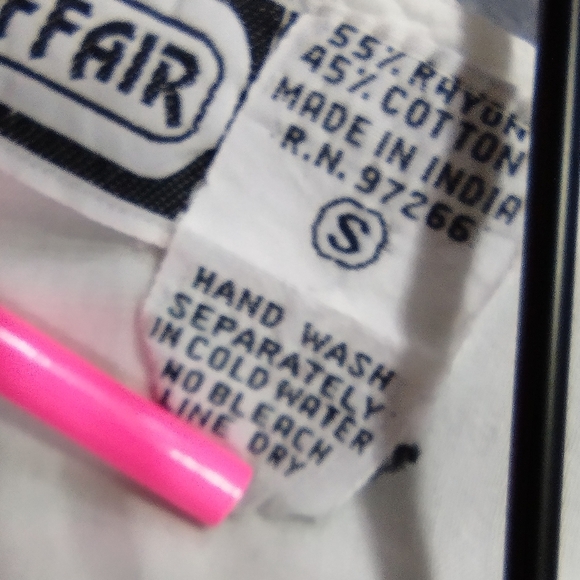 FFAIR
55% RAYON
45% COTTON
MADE IN INDIA
R.N. 97266
S
HAND WASH
SEPARATELY
IN COLD WATER
NO BLEACH
LINE DRY